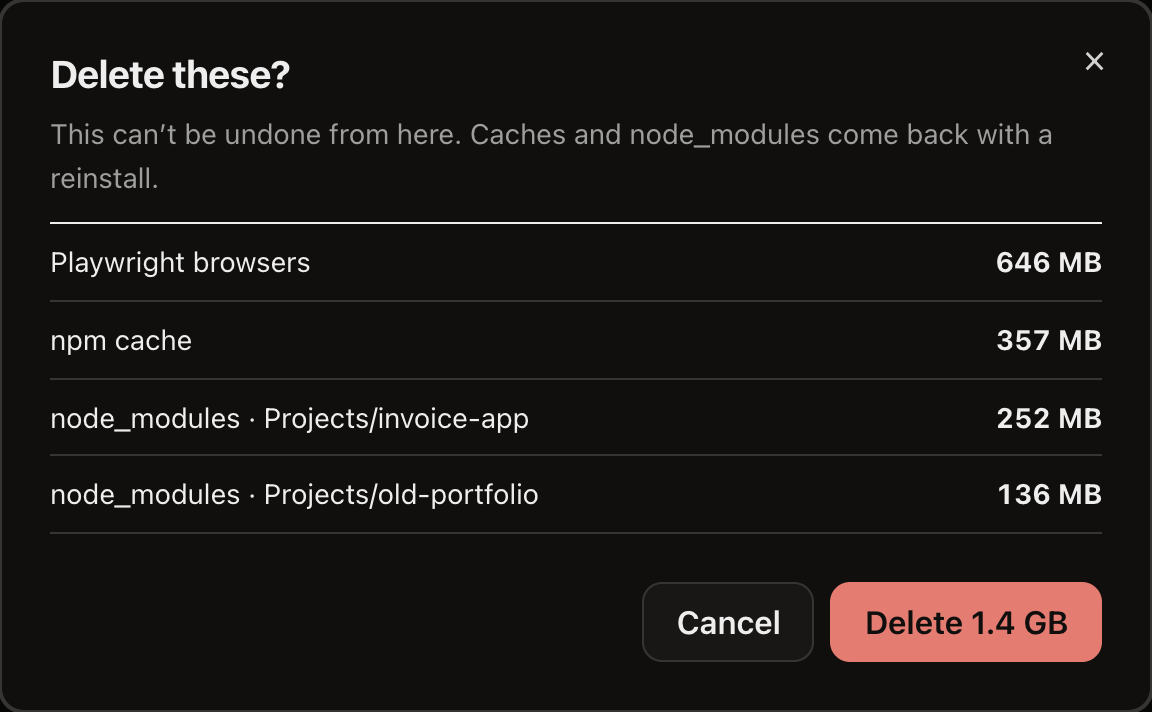 Delete these?
This can’t be undone from here. Caches and node_modules come back with a
reinstall.
Playwright browsers 646 MB
npm cache 357 MB
node_modules · Projects/invoice-app 252 MB
node_modules · Projects/old-portfolio 136 MB
Cancel Delete 1.4 GB